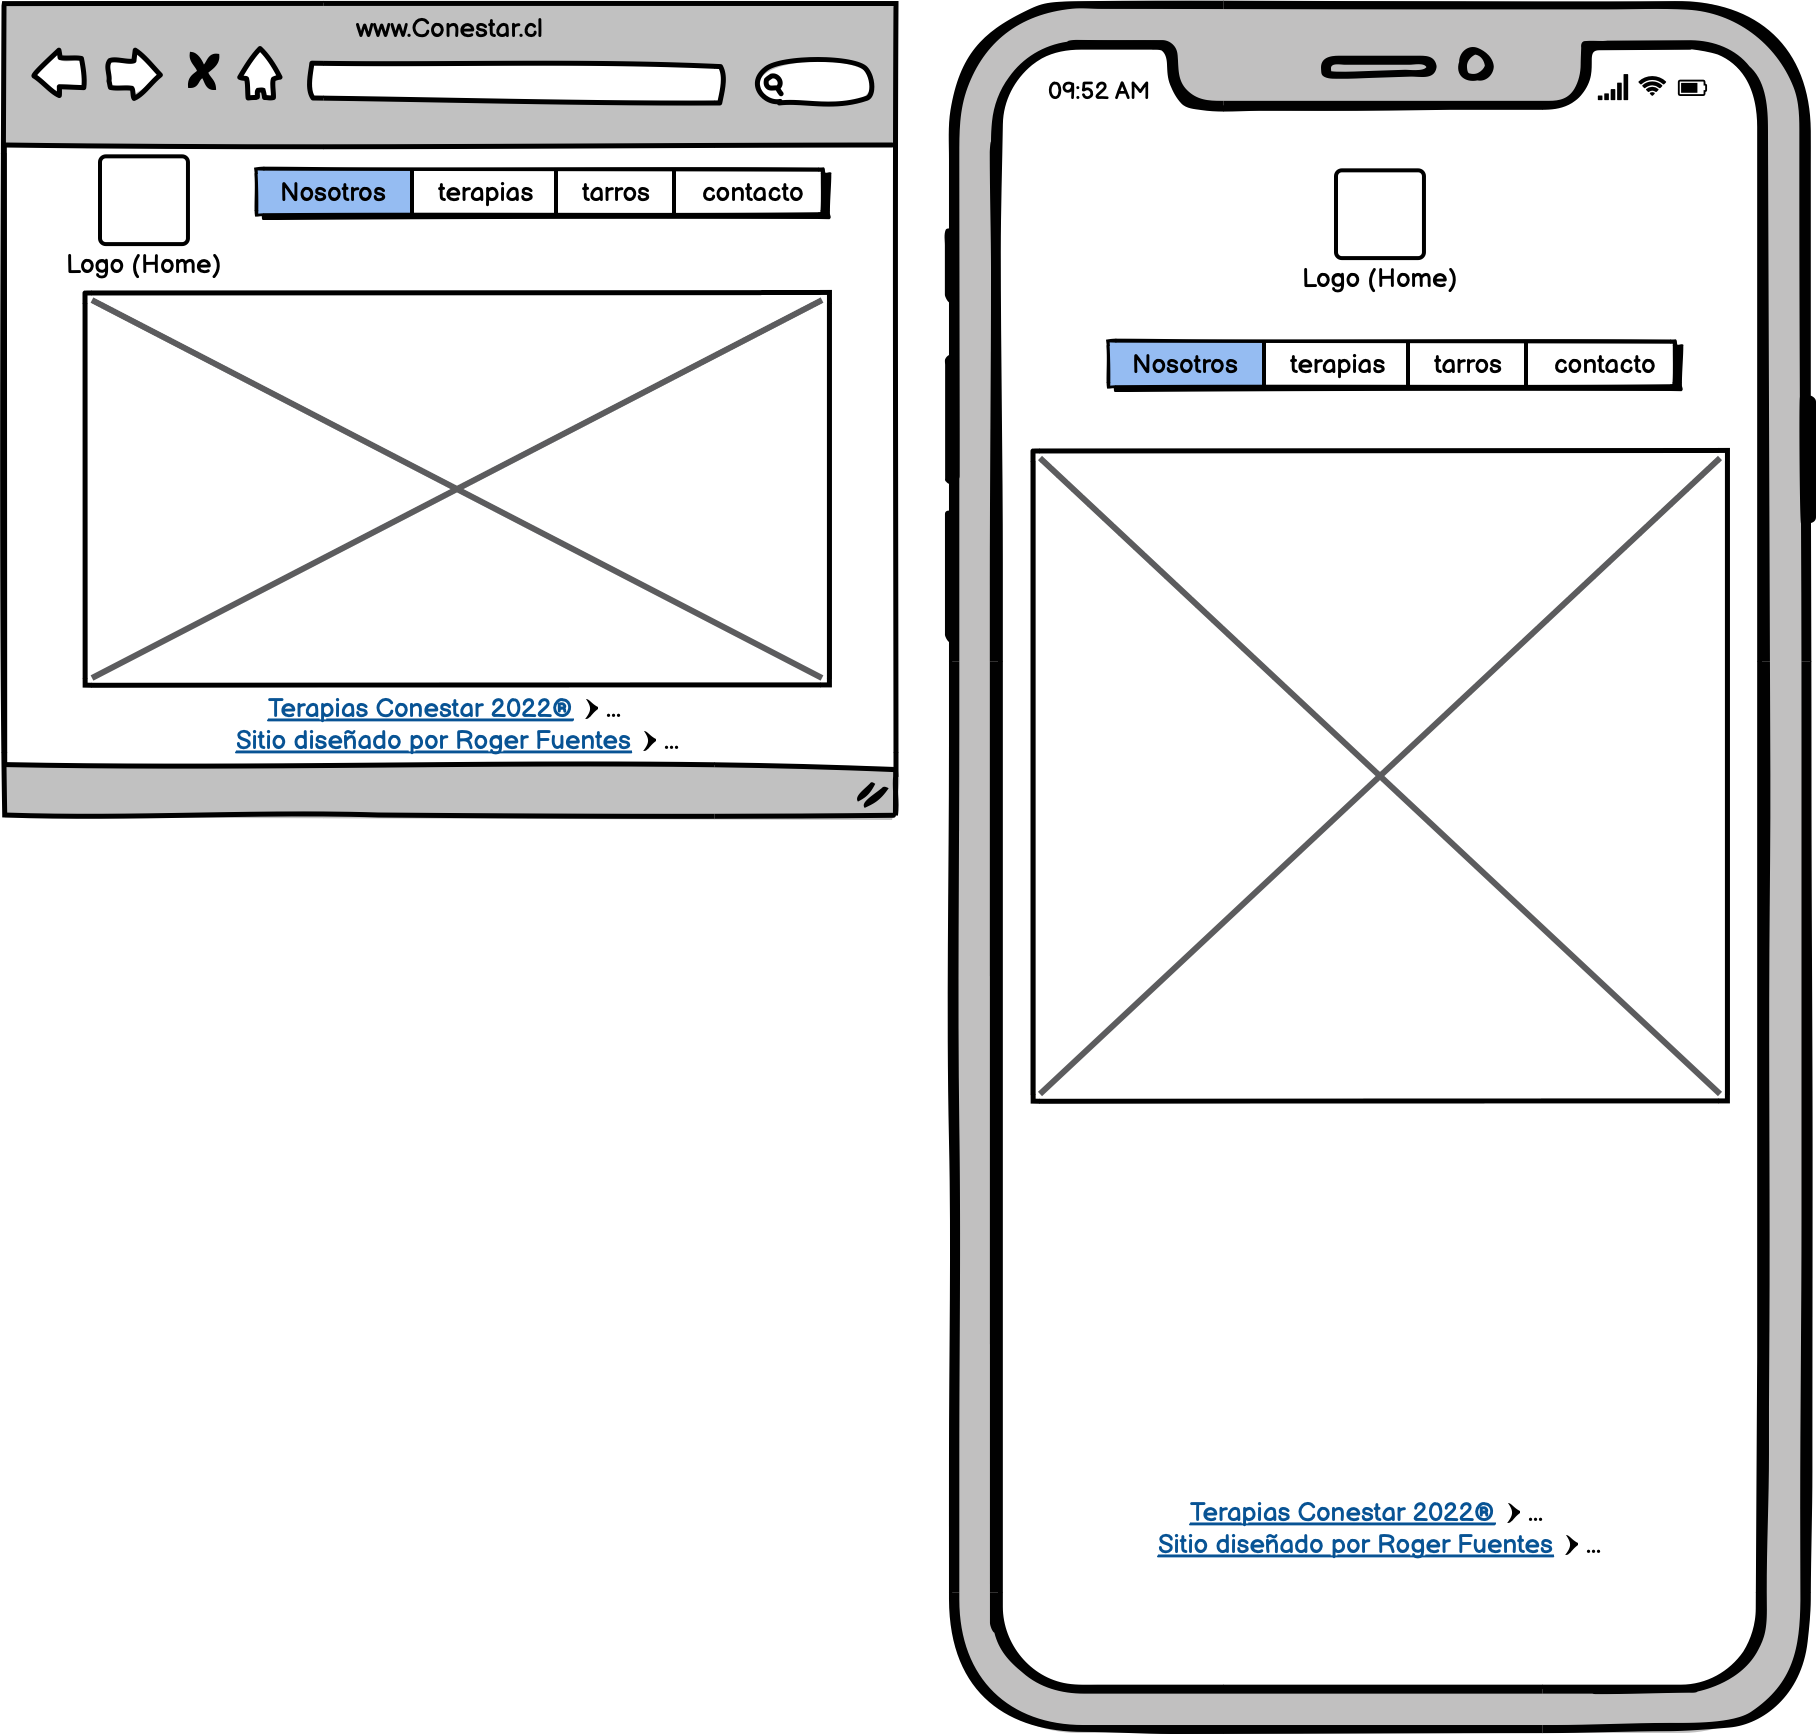 www.Conestar.cl
Nosotros terapias tarros contacto
Logo (Home)
Terapias Conestar 2022® ...
Sitio diseñado por Roger Fuentes ...
09:52 AM
Logo (Home)
Nosotros terapias tarros contacto
Terapias Conestar 2022® ...
Sitio diseñado por Roger Fuentes ...